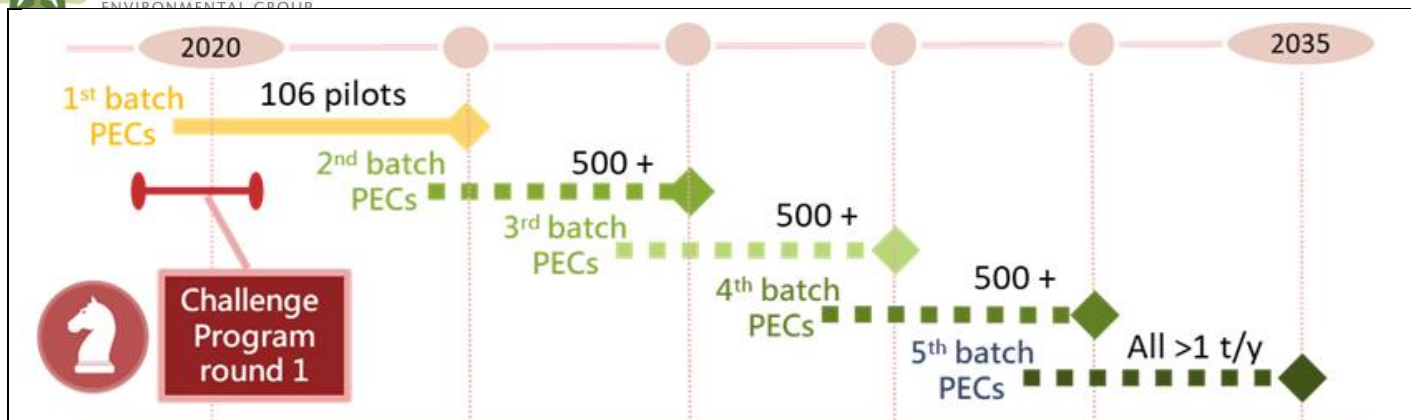 ENVIRONMENTAL GROUP
2020
2035
1st batch
PECs
106 pilots
2nd batch
PECs
500 +
3rd batch
PECs
500 +
4th batch
PECs
500 +
5th batch
PECs
All >1 t/y
Challenge
Program
round 1